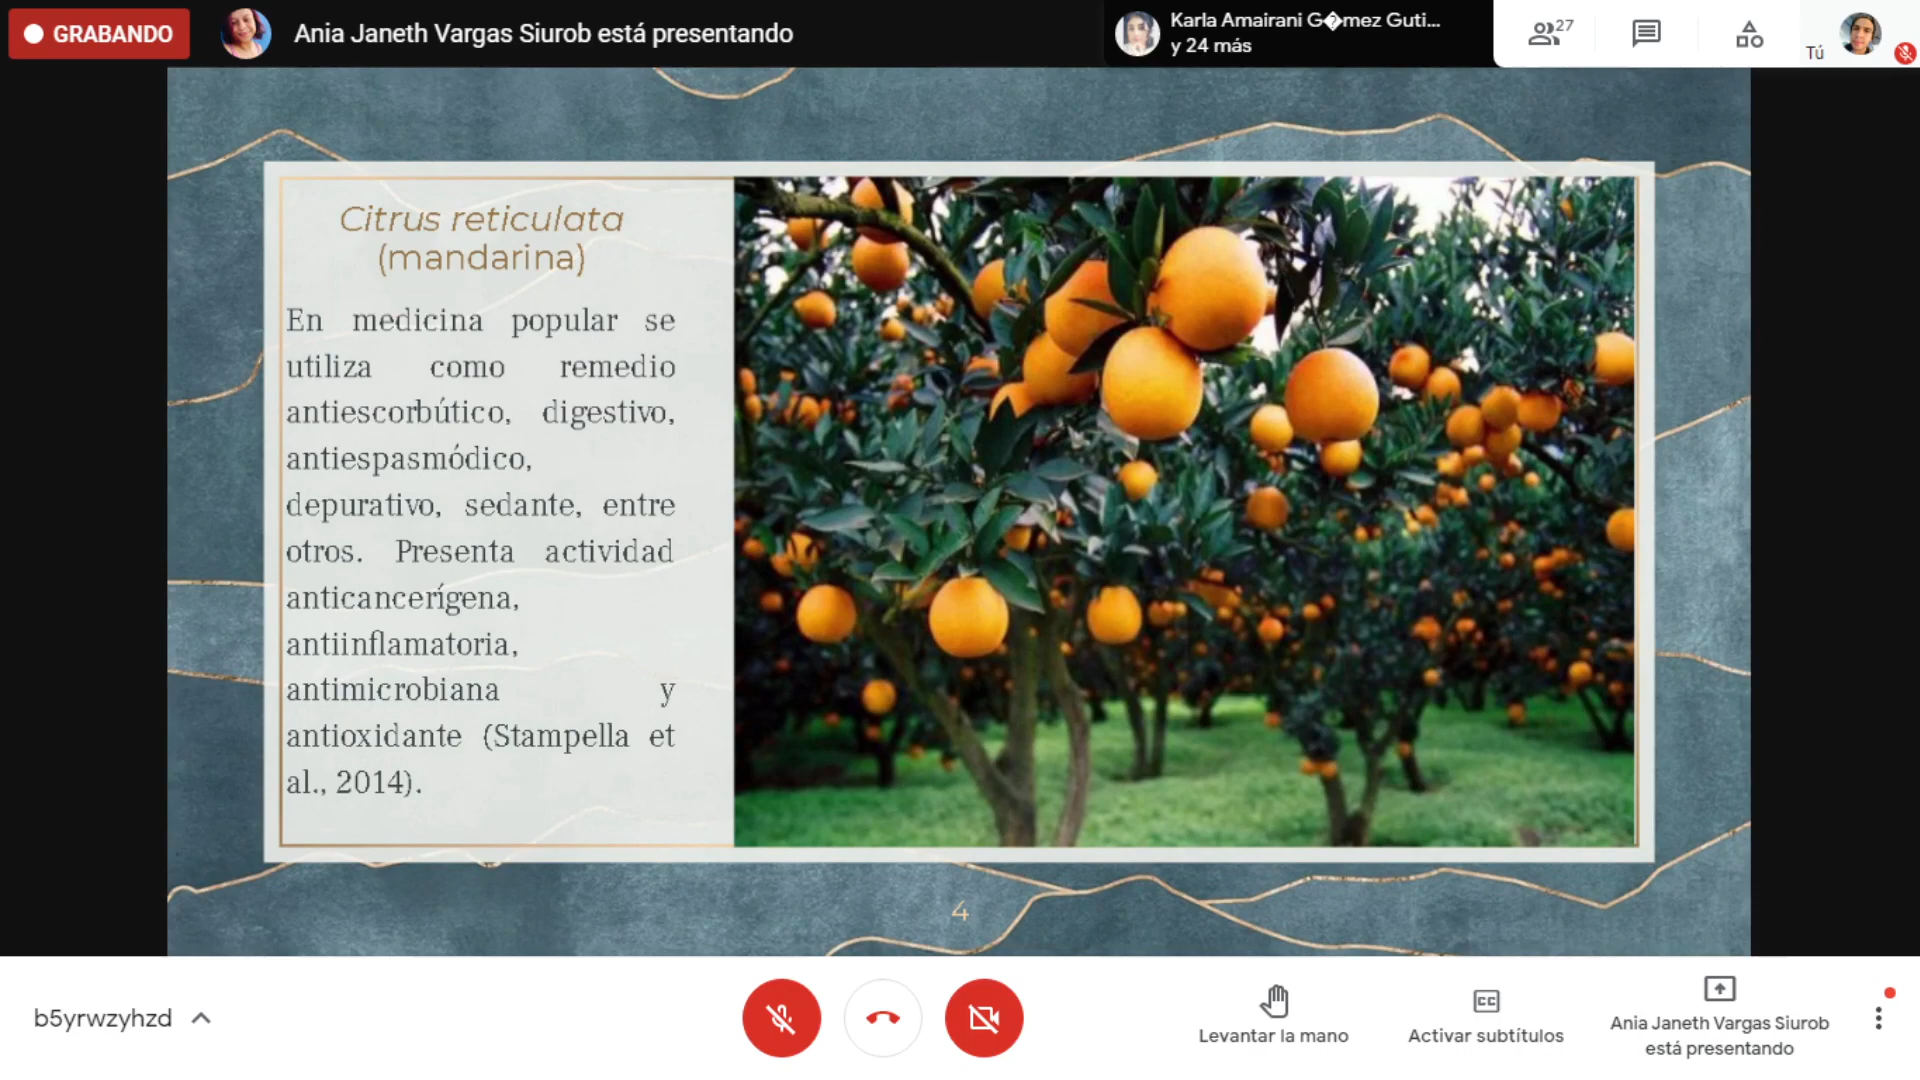 GRABANDO
Ania Janeth Vargas Siurob está presentando
Karla Amairani G�mez Guti...
y 24 más
27
Tú
Citrus reticulata
(mandarina)
En medicina popular se
utiliza como remedio
antiescorbútico, digestivo,
antiespasmódico,
depurativo, sedante, entre
otros. Presenta actividad
anticancerígena,
antiinflamatoria,
antimicrobiana y
antioxidante (Stampella et
al., 2014).
4
b5yrwzyhzd
Levantar la mano
CC
Activar subtítulos
Ania Janeth Vargas Siurob
está presentando